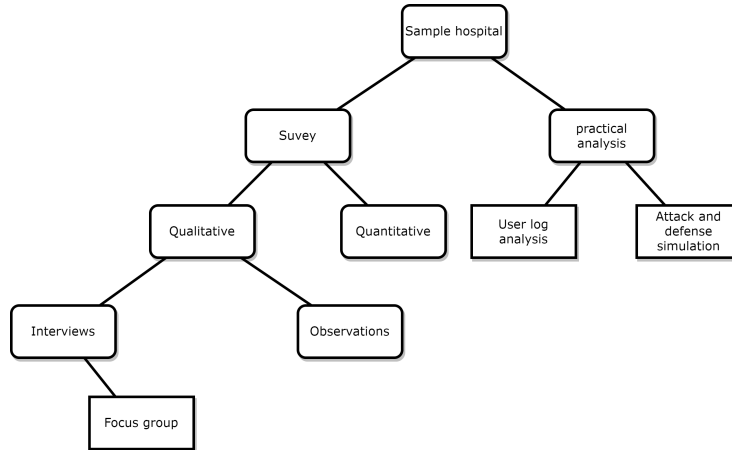 Sample hospital
Suvey
practical
analysis
Qualitative
Quantitative
User log
analysis
Attack and
defense
simulation
Interviews
Observations
Focus group